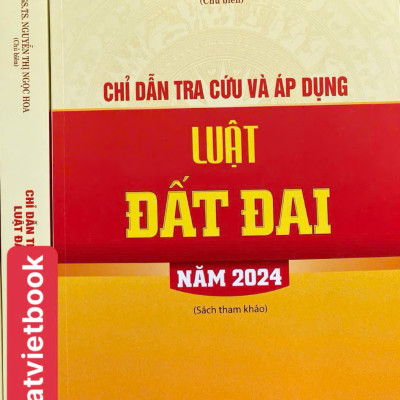 (Chủ biên)
CHỈ DẪN TRA CỨU VÀ ÁP DỤNG
LUẬT
ĐẤT ĐAI
NĂM 2024
(Sách tham khảo)
TS. NGUYỄN THỊ NGỌC HOA
(Chủ biên)
CHỈ DẪN
LUẬT
atvietbook